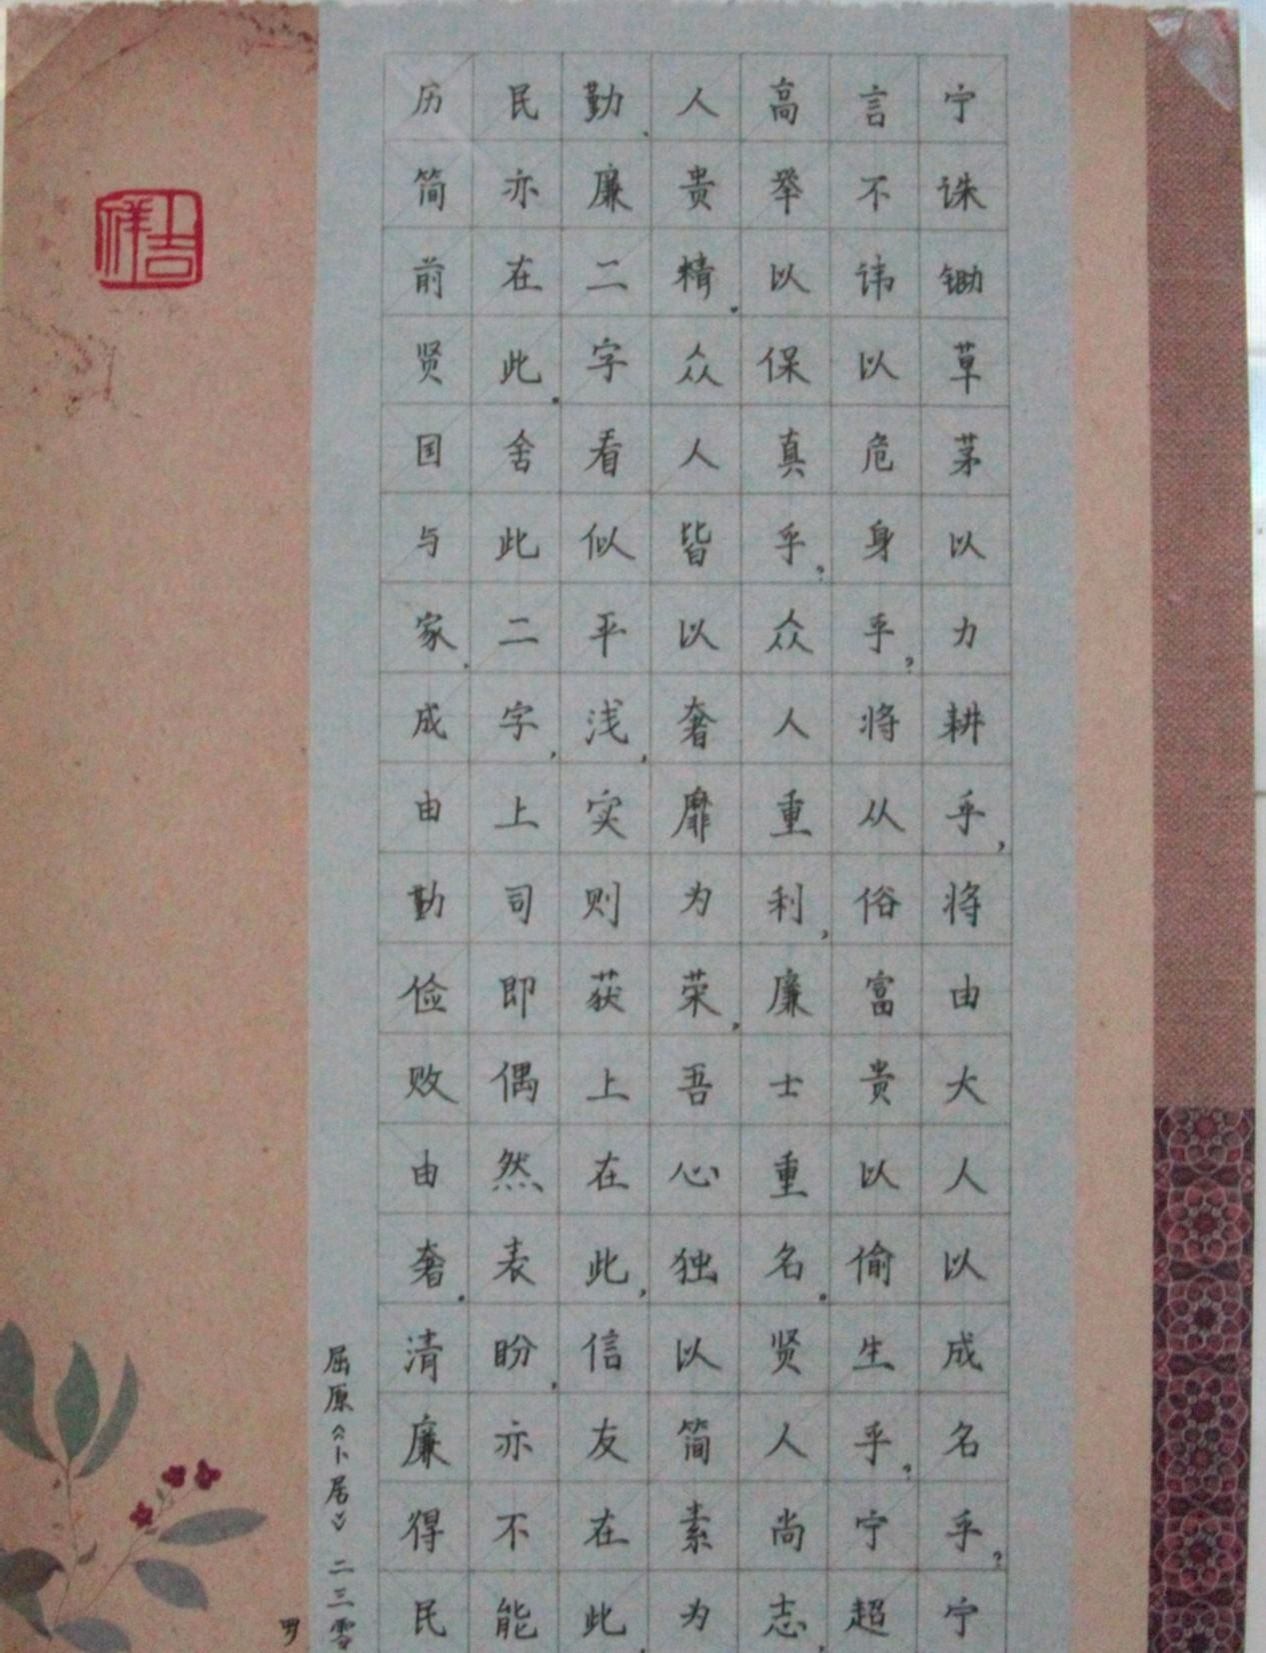 宁诛锄草茅以力耕乎,将由大人以成名乎?宁
言不讳以危身乎?将从俗富贵以偷生乎?宁超
高举以保真乎?众人重利,廉士重名。贤人尚志,
人贵精。众人皆以奢靡为荣,吾心独以简素为
勤、廉二字看似平浅,实则获上在此,信友在此,
民亦在此。舍此二字,上司即偶然表盼,亦不能
历简前贤国与家,成由勤俭败由奢。清廉得民
屈原《卜居》 二三雪